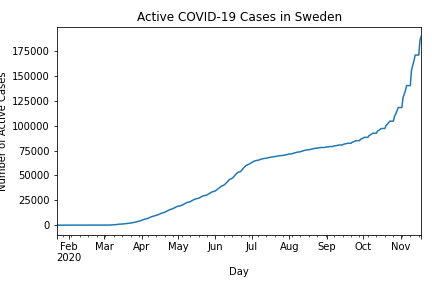 Active COVID-19 Cases in Sweden
Number of Active Cases
175000
150000
125000
100000
75000
50000
25000
0
Feb Mar Apr May Jun Jul Aug Sep Oct Nov
2020
Day